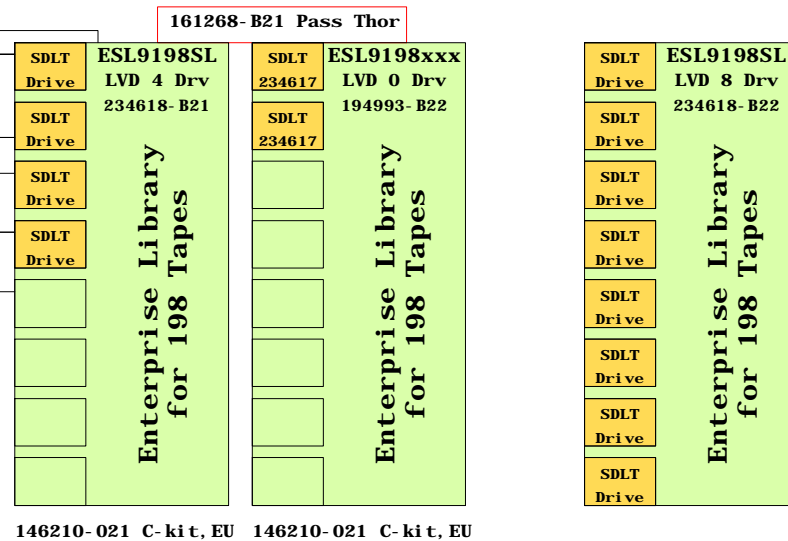 161268-B21 Pass Thor
SDLT
Drive
SDLT
Drive
SDLT
Drive
SDLT
Drive
ESL9198SL
LVD 4 Drv
234618-B21
Enterprise Library
for 198 Tapes
146210-021 C-kit,EU
SDLT
234617
SDLT
234617
ESL9198xxx
LVD 0 Drv
194993-B22
Enterprise Library
for 198 Tapes
146210-021 C-kit,EU
SDLT
Drive
SDLT
Drive
SDLT
Drive
SDLT
Drive
SDLT
Drive
SDLT
Drive
SDLT
Drive
SDLT
Drive
ESL9198SL
LVD 8 Drv
234618-B22
Enterprise Library
for 198 Tapes